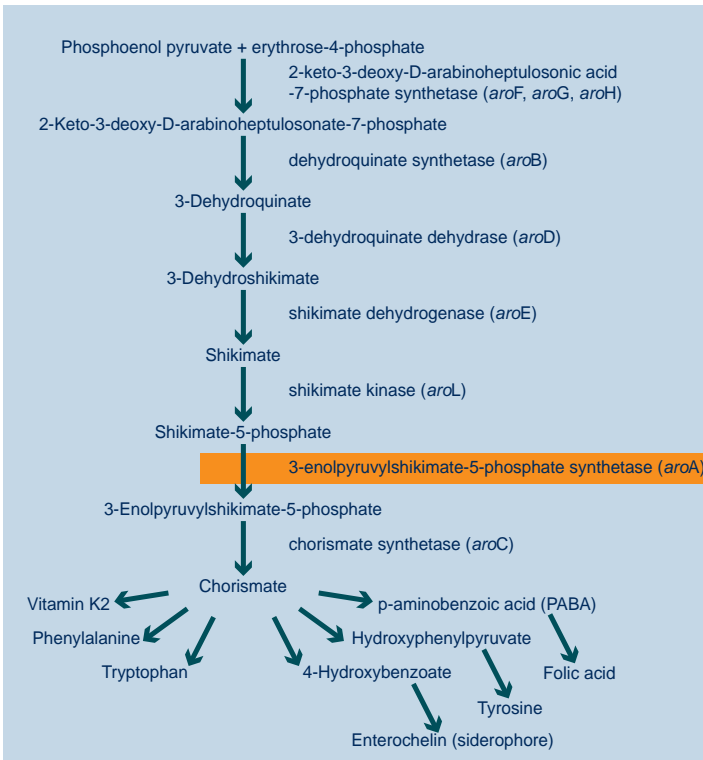 Phosphoenol pyruvate + erythrose-4-phosphate
2-keto-3-deoxy-D-arabinoheptulosonic acid
-7-phosphate synthetase (aroF, aroG, aroH)
2-Keto-3-deoxy-D-arabinoheptulosonate-7-phosphate
dehydroquinate synthetase (aroB)
3-Dehydroquinate
3-dehydroquinate dehydrase (aroD)
3-Dehydroshikimate
shikimate dehydrogenase (aroE)
Shikimate
shikimate kinase (aroL)
Shikimate-5-phosphate
3-enolpyruvylshikimate-5-phosphate synthetase (aroA)
3-Enolpyruvylshikimate-5-phosphate
chorismate synthetase (aroC)
Chorismate
Vitamin K2
p-aminobenzoic acid (PABA)
Phenylalanine
Hydroxyphenylpyruvate
Tryptophan
4-Hydroxybenzoate
Folic acid
Tyrosine
Enterochelin (siderophore)